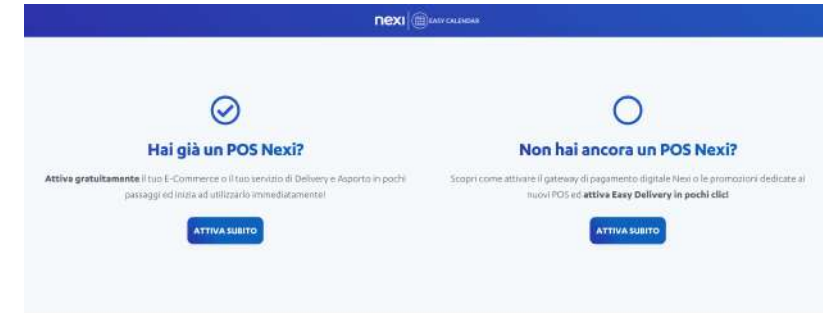 nexi EASY CALENDAR
Hai già un POS Nexi?
Attiva gratuitamente il tuo E-Commerce o il tuo servizio di Delivery e Asporto in pochi
passaggi ed inizia ad utilizzarlo immediatamente!
ATTIVA SUBITO
Non hai ancora un POS Nexi?
Scopri come attivare il gateway di pagamento digitale Nexi o le promozioni dedicate ai
nuovi POS ed attiva Easy Delivery in pochi clic!
ATTIVA SUBITO